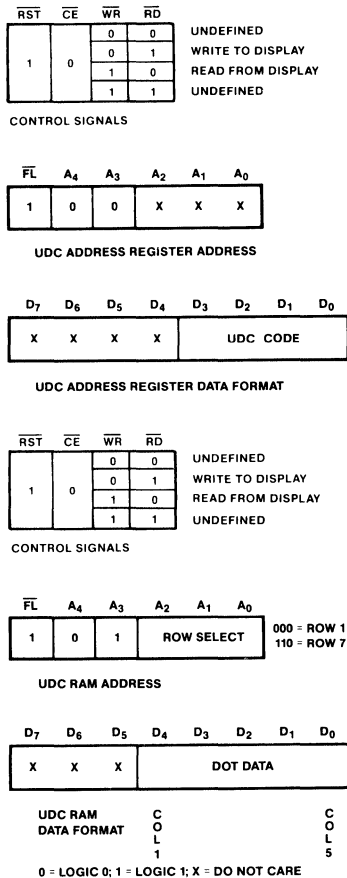 RST CE WR RD
0 0 UNDEFINED
0 1 WRITE TO DISPLAY
1 0
1 0 READ FROM DISPLAY
1 1 UNDEFINED
CONTROL SIGNALS
FL A4 A3 A2 A1 A0
1 0 0 X X X
UDC ADDRESS REGISTER ADDRESS
D7 D6 D5 D4 D3 D2 D1 D0
X X X X UDC CODE
UDC ADDRESS REGISTER DATA FORMAT
RST CE WR RD
0 0 UNDEFINED
0 1 WRITE TO DISPLAY
1 0
1 0 READ FROM DISPLAY
1 1 UNDEFINED
CONTROL SIGNALS
FL A4 A3 A2 A1 A0
1 0 1 ROW SELECT
000 = ROW 1
110 = ROW 7
UDC RAM ADDRESS
D7 D6 D5 D4 D3 D2 D1 D0
X X X DOT DATA
UDC RAM
DATA FORMAT
COL1
COL5
0 = LOGIC 0; 1 = LOGIC 1; X = DO NOT CARE